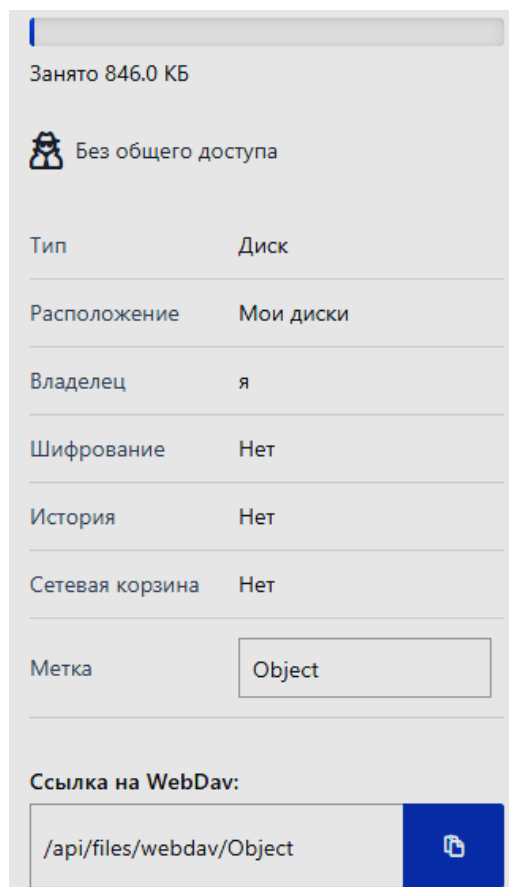 Занято 846.0 КБ
Без общего доступа
Тип Диск
Расположение Мои диски
Владелец я
Шифрование Нет
История Нет
Сетевая корзина Нет
Метка Object
Ссылка на WebDav:
/api/files/webdav/Object